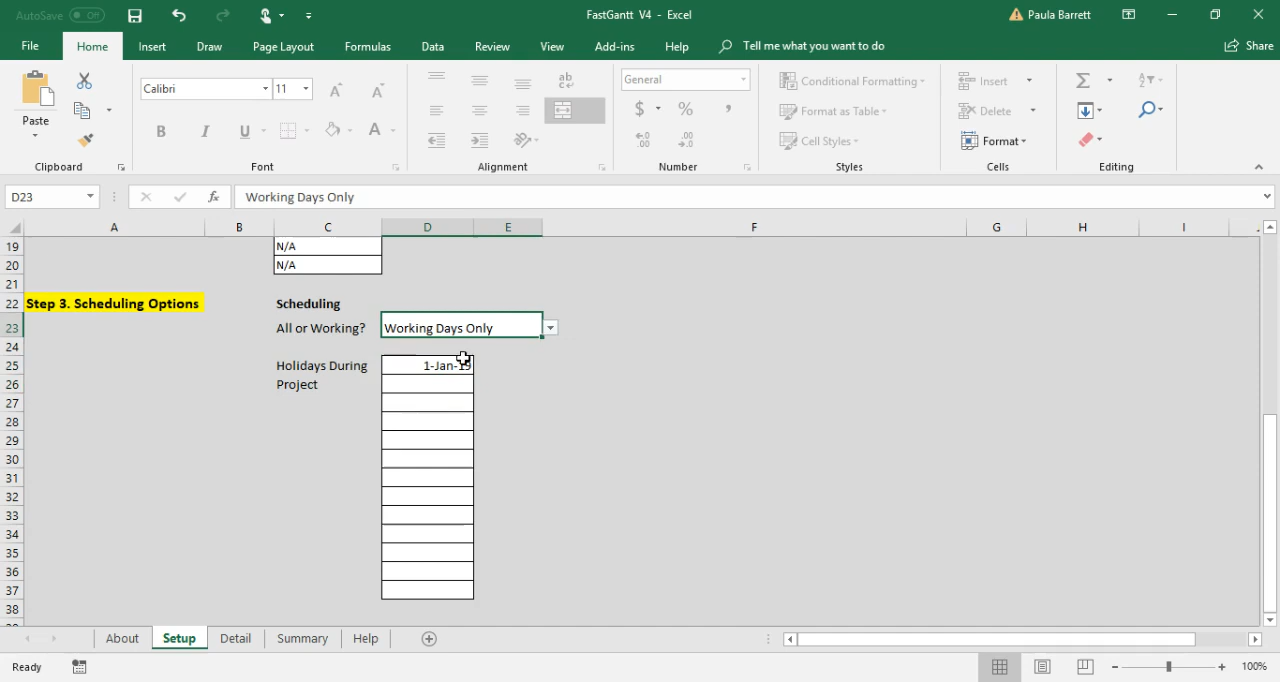 AutoSave Off
FastGantt V4 - Excel
Paula Barrett
File Home Insert Draw Page Layout Formulas Data Review View Add-ins Help Tell me what you want to do Share
Paste
Clipboard
Calibri 11
B I U
Font
Alignment
General
$ % ,
Number
Conditional Formatting
Format as Table
Cell Styles
Styles
Insert
Delete
Format
Cells
Editing
D23 fx Working Days Only
A B C D E F G H I
19 N/A
20 N/A
21
22 Step 3. Scheduling Options Scheduling
23 All or Working? Working Days Only
24
25 Holidays During 1-Jan-19
26 Project
27
28
29
30
31
32
33
34
35
36
37
38
About Setup Detail Summary Help
Ready 100%